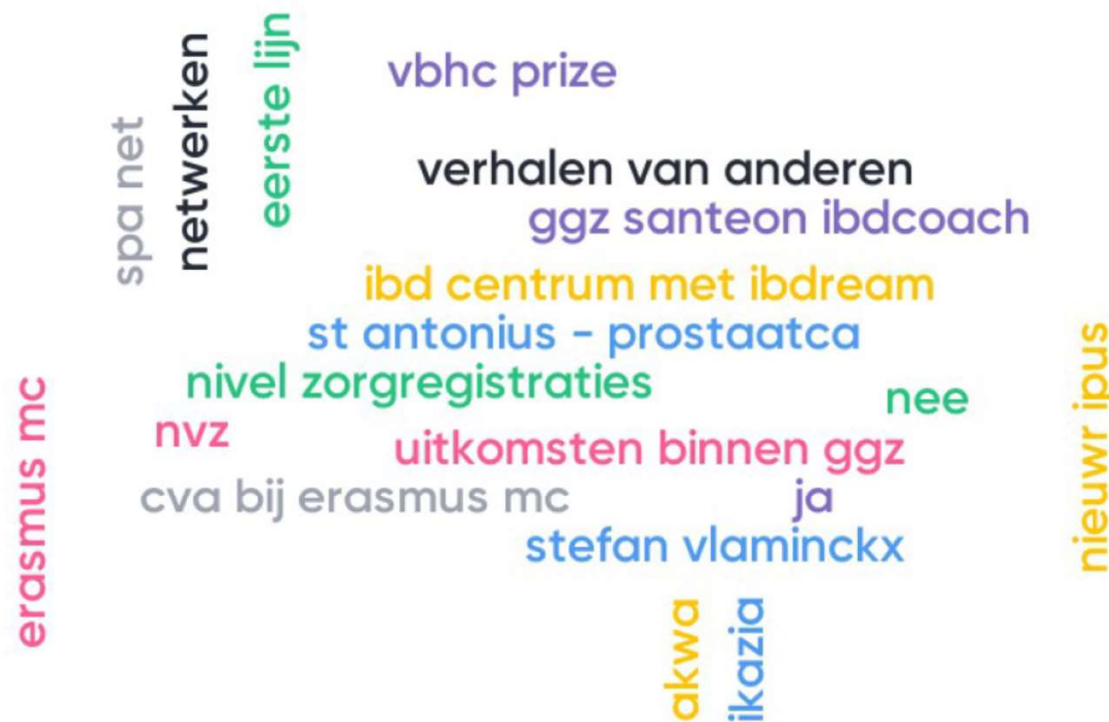 spa net
netwerken
eerste lijn
vbhc prize
verhalen van anderen
ggz santeon ibdcoach
ibd centrum met ibdream
st antonius - prostaatca
nivel zorgregistraties
nee
nieuwr ipus
erasmus mc
nvz
uitkomsten binnen ggz
cva bij erasmus mc
ja
stefan vlaminckx
akwa
ikazia